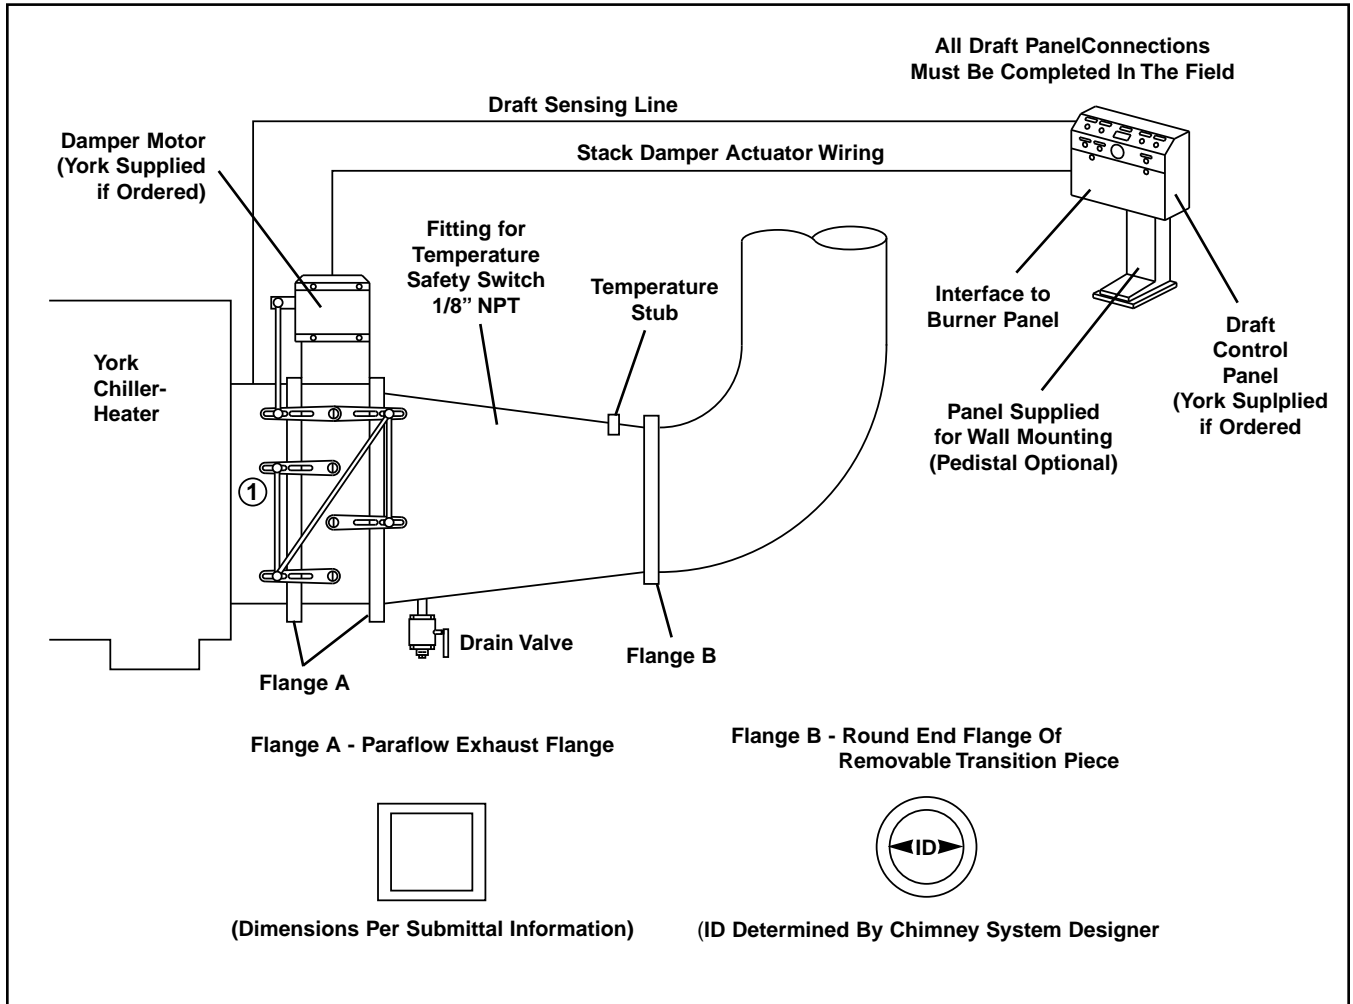 All Draft PanelConnections
Must Be Completed In The Field
Draft Sensing Line
Damper Motor
(York Supplied
if Ordered)
Stack Damper Actuator Wiring
Fitting for
Temperature
Safety Switch
1/8” NPT
Temperature
Stub
Interface to
Burner Panel
Draft
Control
Panel
(York Suplplied
if Ordered
York
Chiller-
Heater
Panel Supplied
for Wall Mounting
(Pedistal Optional)
1
Drain Valve
Flange B
Flange A
Flange A - Paraflow Exhaust Flange
Flange B - Round End Flange Of
Removable Transition Piece
ID
(Dimensions Per Submittal Information)
(ID Determined By Chimney System Designer